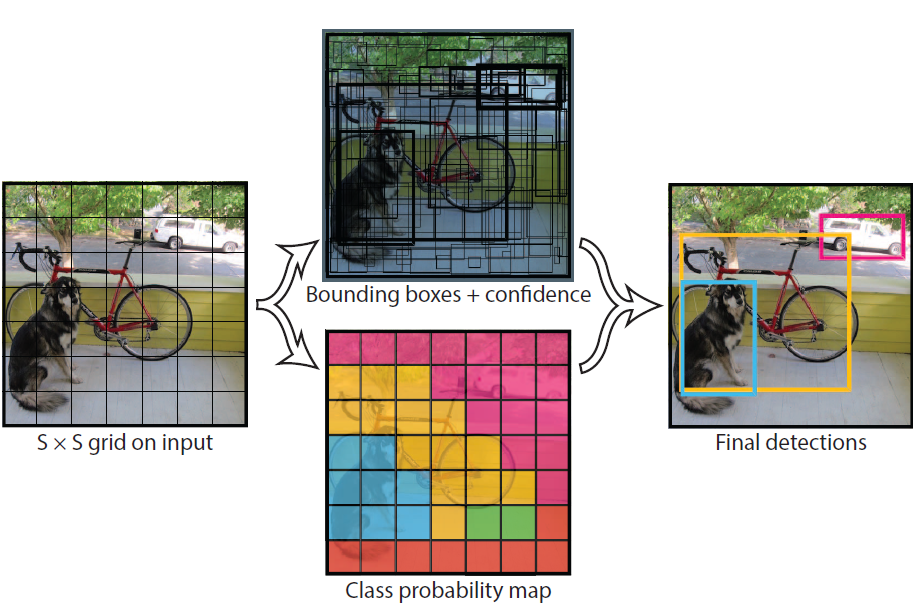 Bounding boxes + confidence
S × S grid on input
Final detections
Class probability map